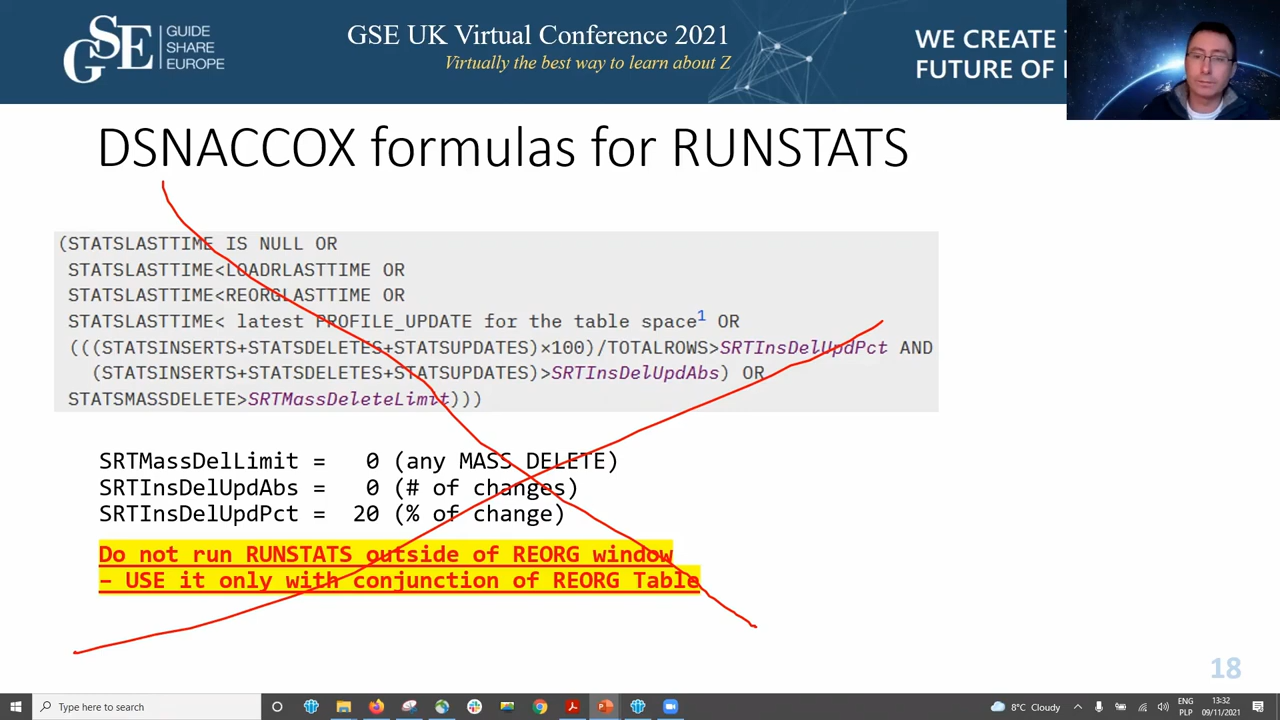 GSE
GUIDE
SHARE
EUROPE
GSE UK Virtual Conference 2021
Virtually the best way to learn about Z
WE CREATE
FUTURE OF
DSNACCOX formulas for RUNSTATS
(STATSLASTTIME IS NULL OR
STATSLASTTIME<LOADRLASTTIME OR
STATSLASTTIME<REORGLASTTIME OR
STATSLASTTIME< latest PROFILE_UPDATE for the table space1 OR
(((STATSINSERTS+STATSDELETES+STATSUPDATES)×100)/TOTALROWS>SRTInsDelUpdPct AND
(STATSINSERTS+STATSDELETES+STATSUPDATES)>SRTInsDelUpdAbs) OR
STATSMASSDELETE>SRTMassDeleteLimit)))
SRTMassDelLimit = 0 (any MASS DELETE)
SRTInsDelUpdAbs = 0 (# of changes)
SRTInsDelUpdPct = 20 (% of change)
Do not run RUNSTATS outside of REORG window
– USE it only with conjunction of REORG Table
18
Type here to search
8°C Cloudy
ENG
PLP
13:32
09/11/2021